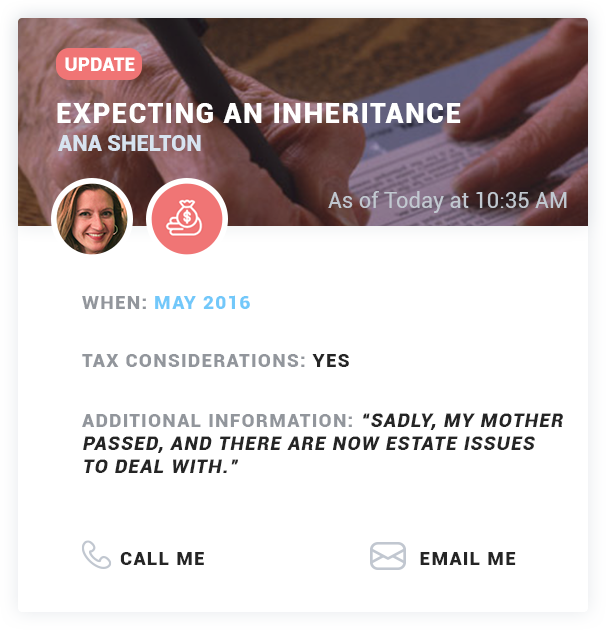 UPDATE
EXPECTING AN INHERITANCE
ANA SHELTON
As of Today at 10:35 AM
$
WHEN: MAY 2016
TAX CONSIDERATIONS: YES
ADDITIONAL INFORMATION: "SADLY, MY MOTHER
PASSED, AND THERE ARE NOW ESTATE ISSUES
TO DEAL WITH."
CALL ME
EMAIL ME